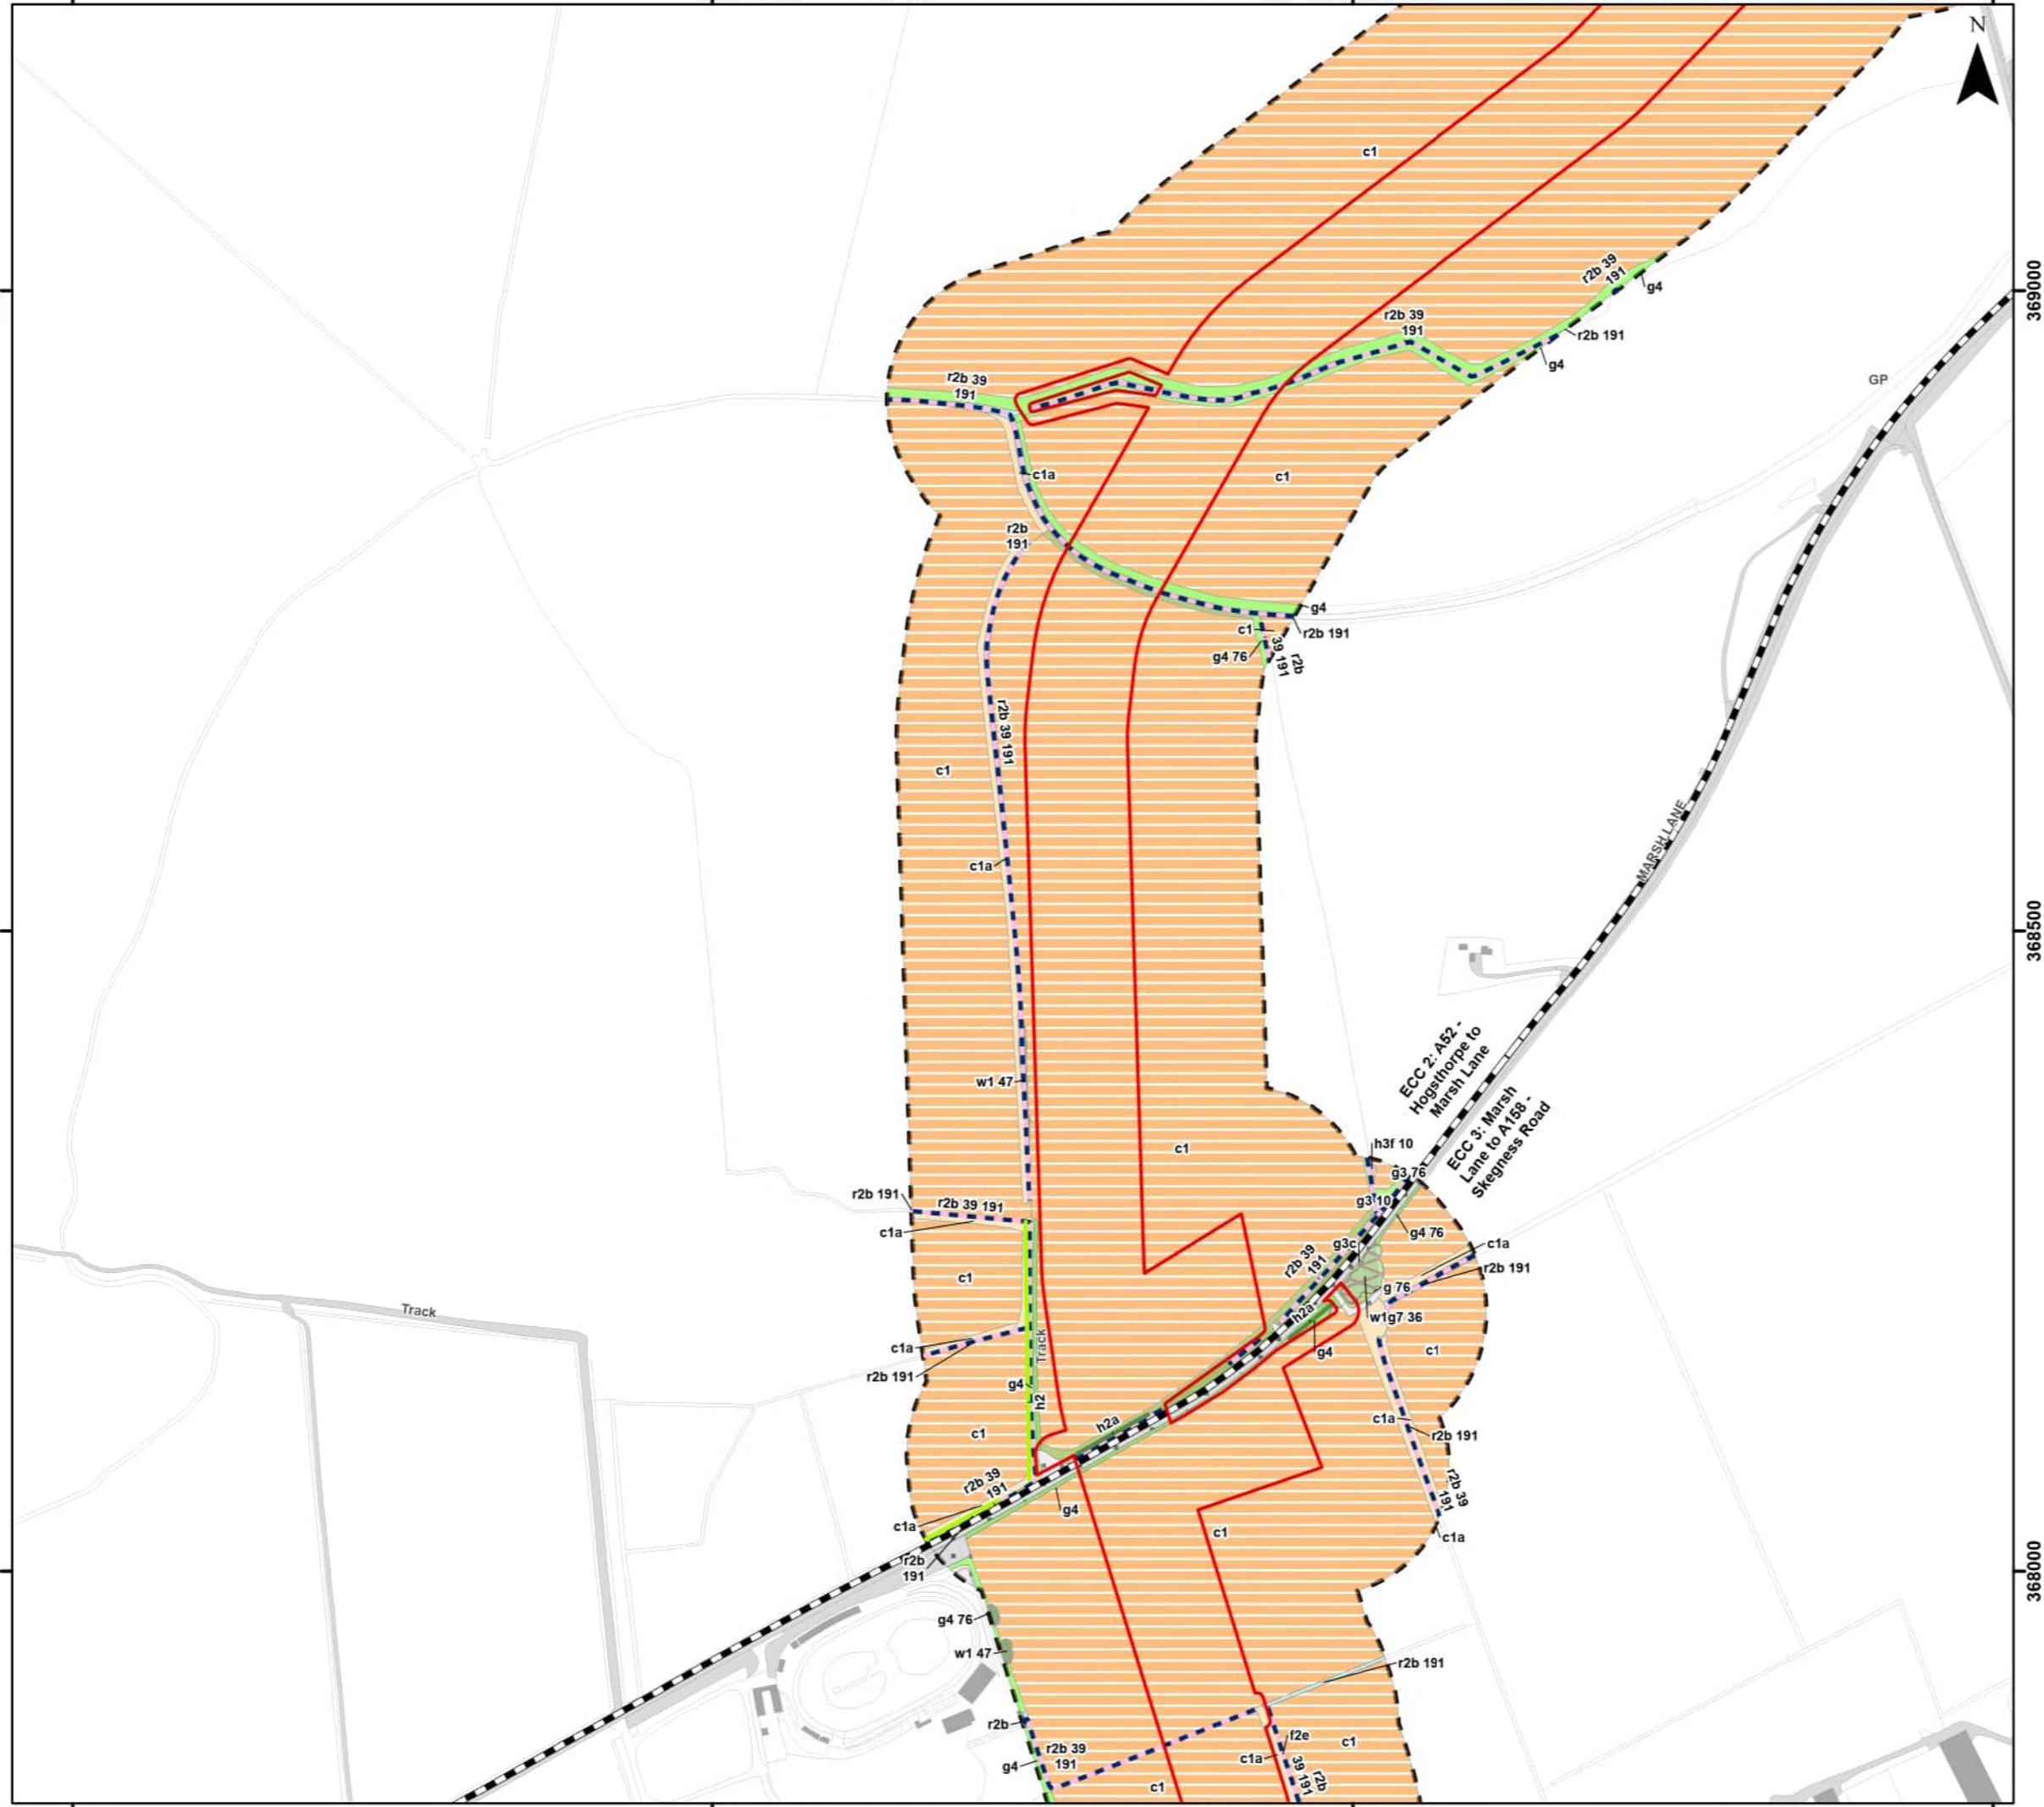 N
c1
369000
r2b 39
191
g4
r2b 39
191
r2b 191
g4
GP
r2b 39
191
c1a
c1
r2b
191
g4
r2b 191
c1
g4 76
r2b
39 191
r2b 39 191
c1
MARSH LANE
c1a
368500
w1 47
ECC 2: A52 -
Hogsthorpe to
Marsh Lane
ECC 3: Marsh
Lane to A158 -
Skegness Road
c1
h3f 10
g3 76
r2b 191
r2b 39 191
g3 10
c1a
g4 76
g3c
c1a
r2b 39
191
r2b 191
c1
g 76
Track
h2a
w1g7 36
c1a
Track
g4
c1
r2b 191
g4
h2
c1a
h2a
c1
r2b 191
r2b 39
191
r2b 39
191
g4
c1a
c1
c1a
r2b
191
368000
g4 76
w1 47
r2b 191
r2b
f2e
r2b 39
191
c1
g4
c1a
r2b
39 191
c1